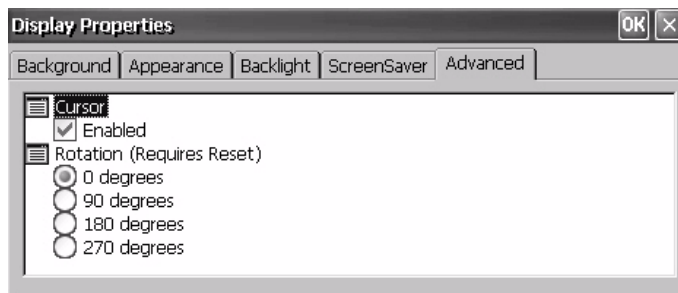 Display Properties OK ×
Background Appearance Backlight ScreenSaver Advanced
Cursor
Enabled
Rotation (Requires Reset)
0 degrees
90 degrees
180 degrees
270 degrees